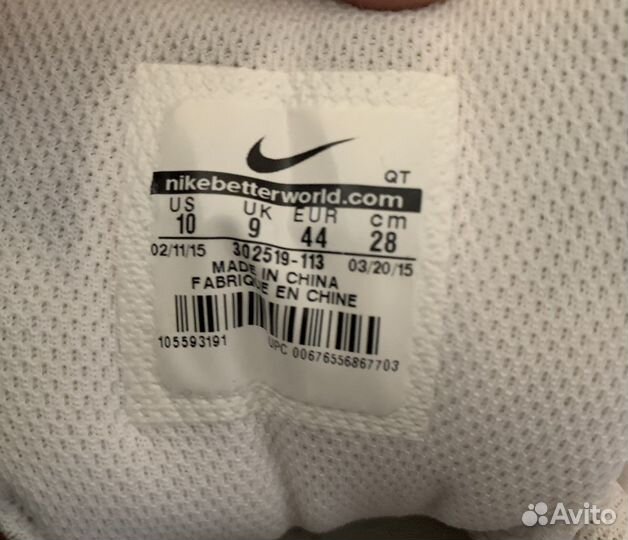 QT
nikebetterworld.com
US UK EUR cm
10 9 44 28
02/11/15 302519-113 03/20/15
MADE IN CHINA
FABRIQUE EN CHINE
105593191 UPC 00676556867703
Avito